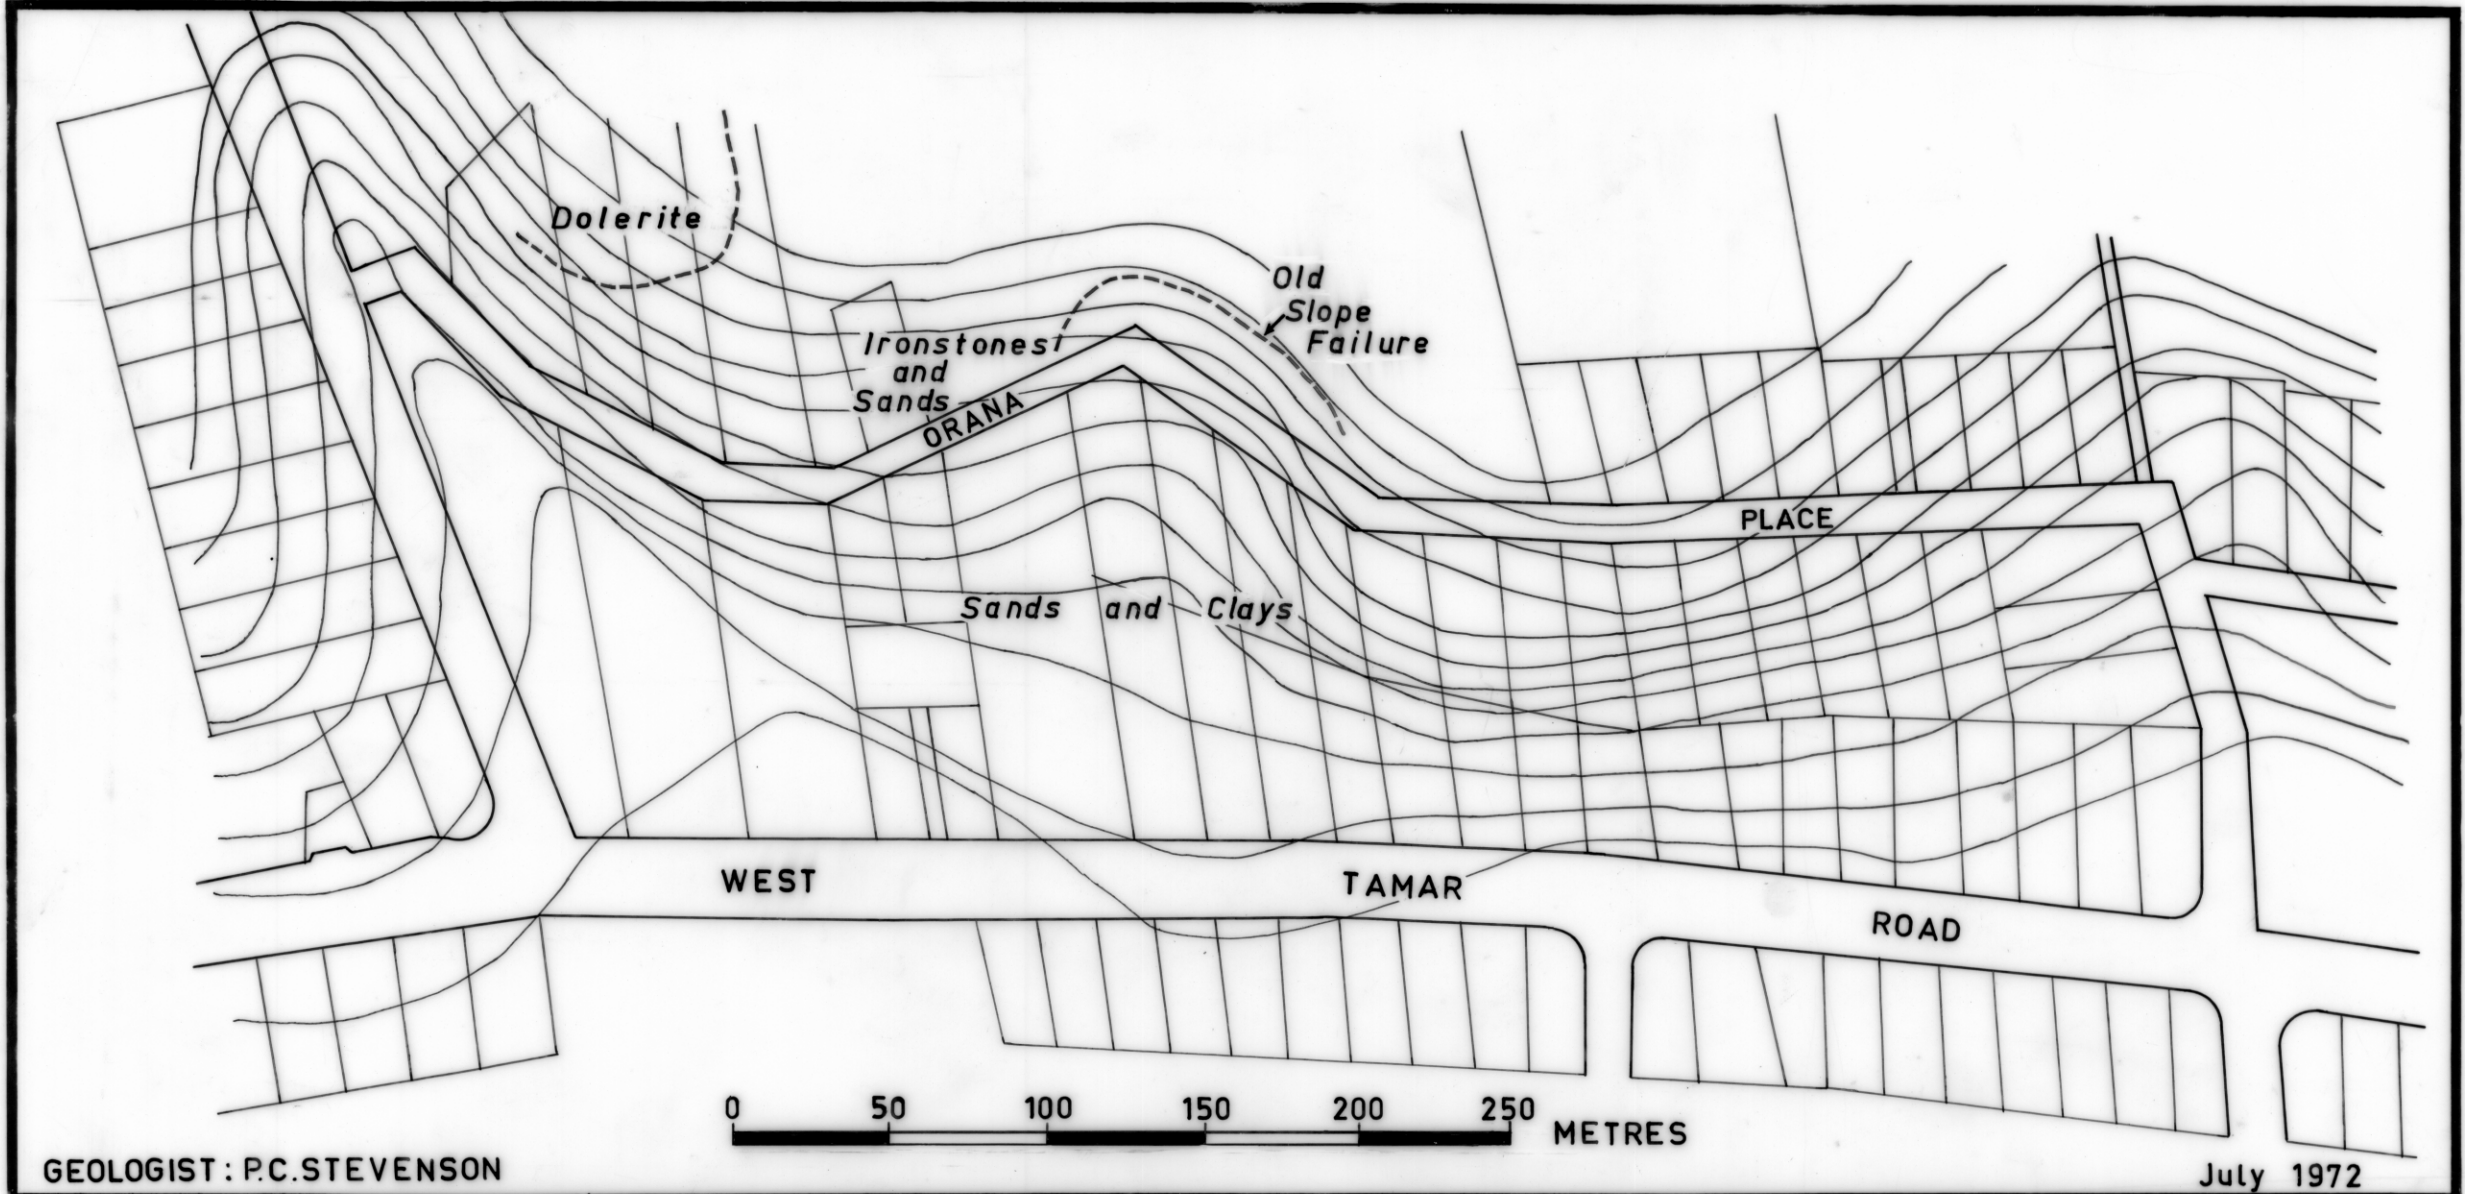 Dolerite
Old
Slope
Failure
Ironstones
and
Sands
ORANA
PLACE
Sands and Clays
WEST TAMAR ROAD
0 50 100 150 200 250
METRES
GEOLOGIST: P.C.STEVENSON
July 1972